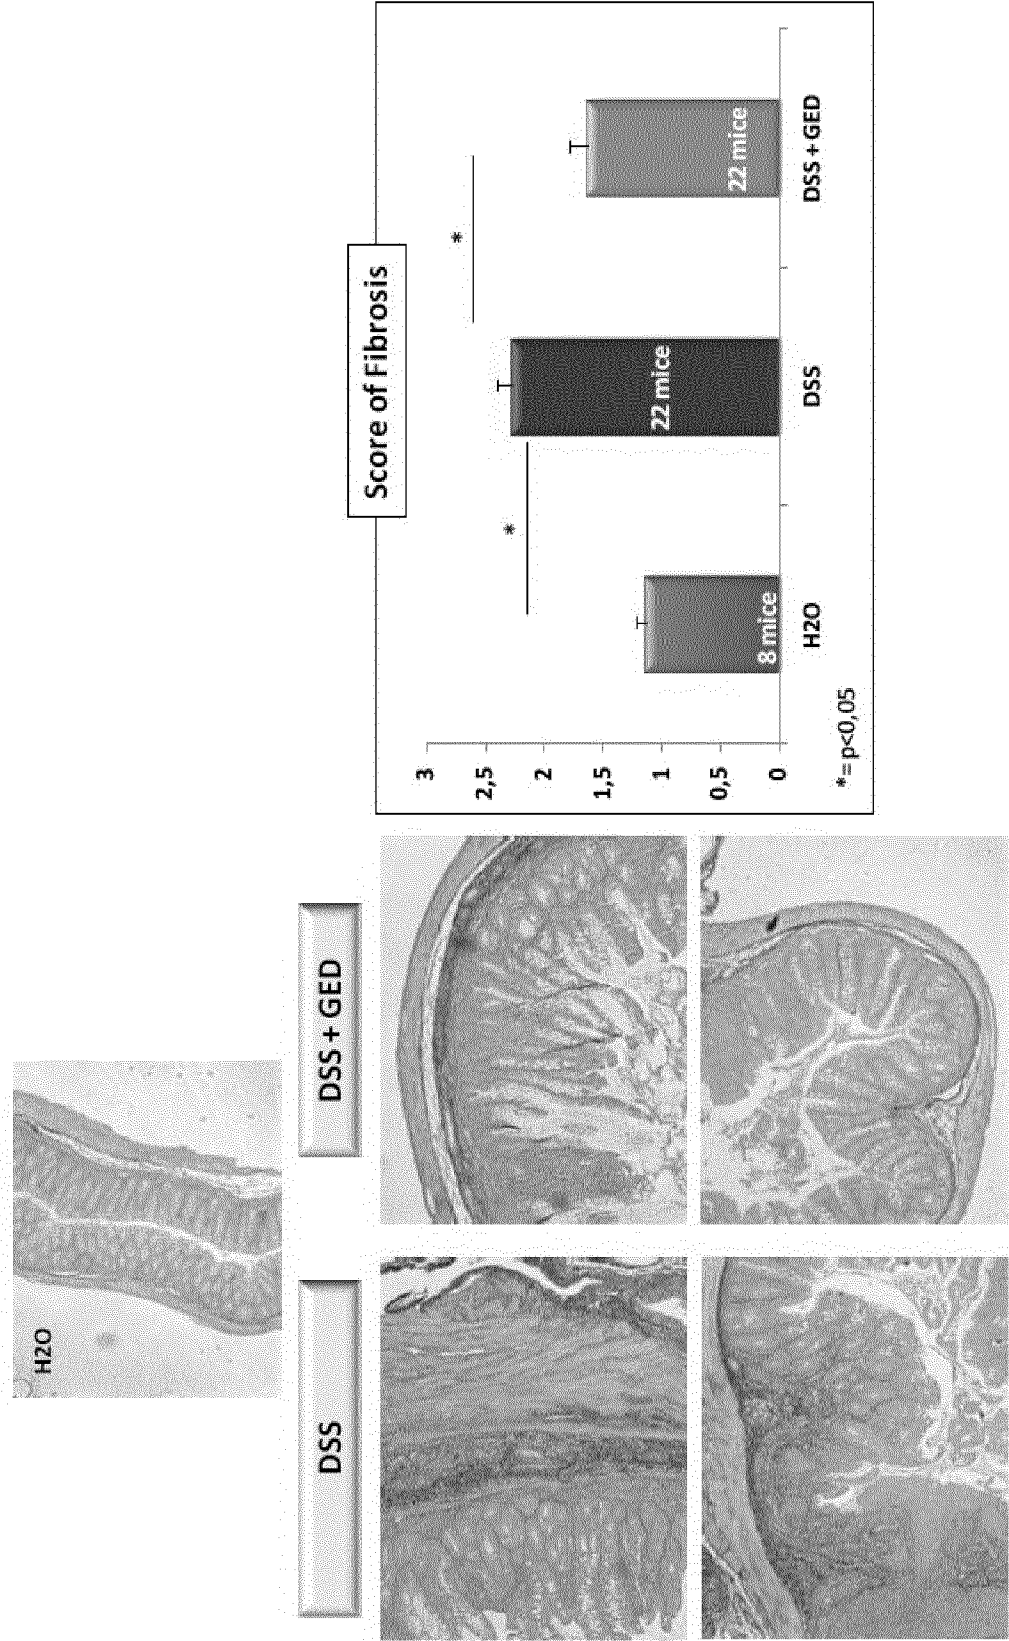 H2O
DSS
DSS + GED
Score of Fibrosis
3
2,5
2
1,5
1
0,5
0
*
*
8 mice
22 mice
22 mice
H2O
DSS
DSS + GED
*= p<0,05